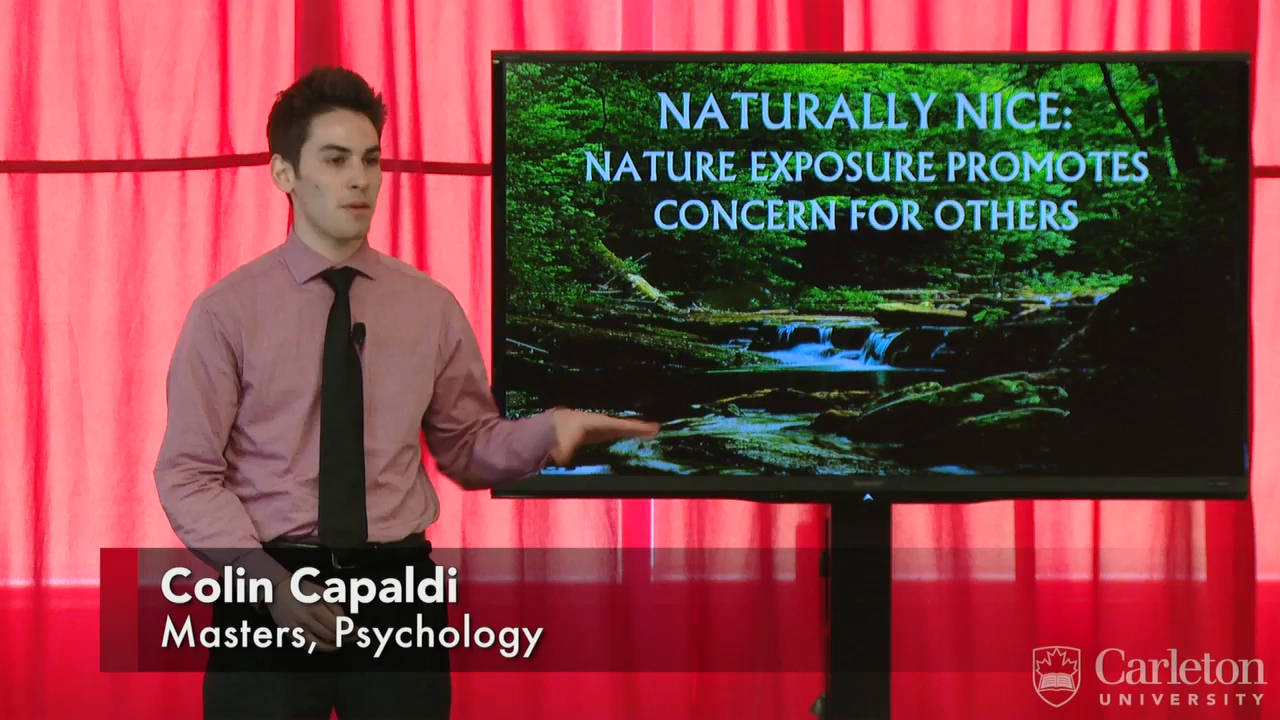 NATURALLY NICE:
NATURE EXPOSURE PROMOTES
CONCERN FOR OTHERS
Colin Capaldi
Masters, Psychology
Carleton
UNIVERSITY